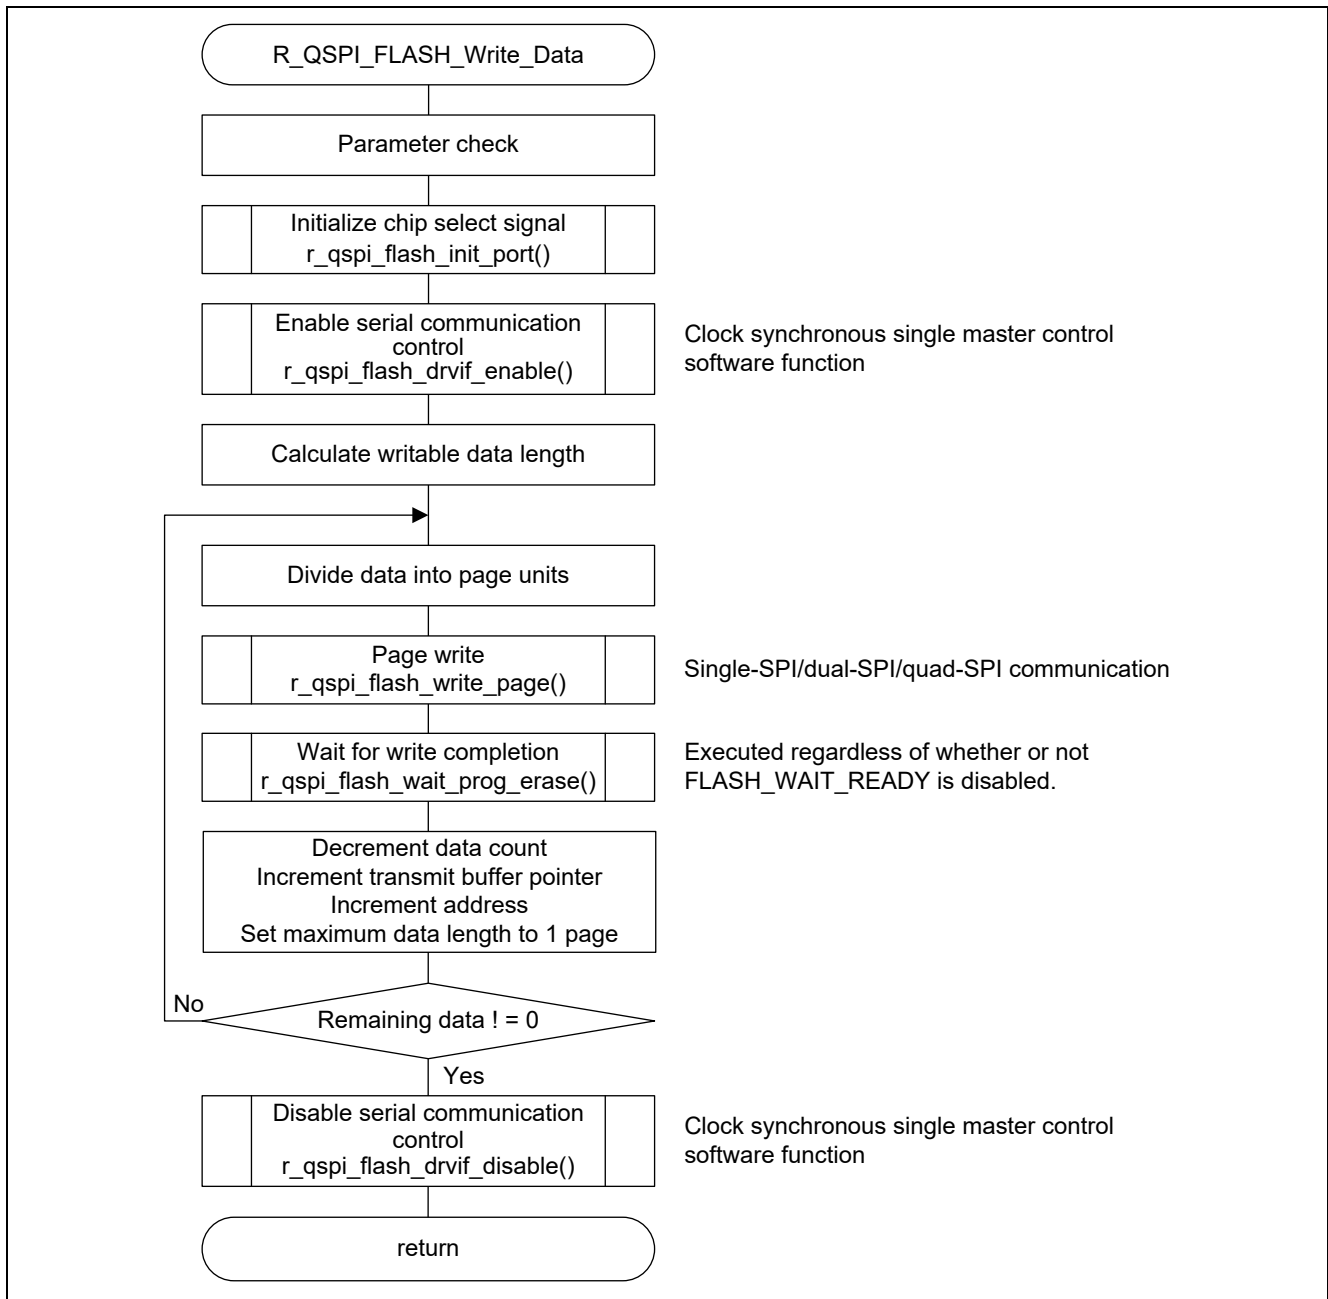 R_QSPI_FLASH_Write_Data
Parameter check
Initialize chip select signal
r_qspi_flash_init_port()
Enable serial communication
control
r_qspi_flash_drvif_enable()
Clock synchronous single master control
software function
Calculate writable data length
Divide data into page units
Page write
r_qspi_flash_write_page()
Single-SPI/dual-SPI/quad-SPI communication
Wait for write completion
r_qspi_flash_wait_prog_erase()
Executed regardless of whether or not
FLASH_WAIT_READY is disabled.
Decrement data count
Increment transmit buffer pointer
Increment address
Set maximum data length to 1 page
No
Remaining data ! = 0
Yes
Disable serial communication
control
r_qspi_flash_drvif_disable()
Clock synchronous single master control
software function
return